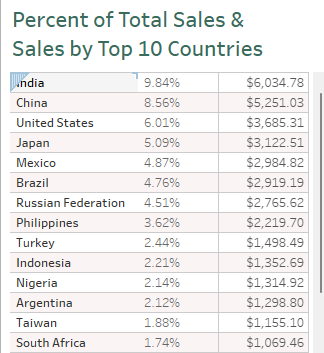 Percent of Total Sales &
Sales by Top 10 Countries
India 9.84% $6,034.78
China 8.56% $5,251.03
United States 6.01% $3,685.31
Japan 5.09% $3,122.51
Mexico 4.87% $2,984.82
Brazil 4.76% $2,919.19
Russian Federation 4.51% $2,765.62
Philippines 3.62% $2,219.70
Turkey 2.44% $1,498.49
Indonesia 2.21% $1,352.69
Nigeria 2.14% $1,314.92
Argentina 2.12% $1,298.80
Taiwan 1.88% $1,155.10
South Africa 1.74% $1,069.46